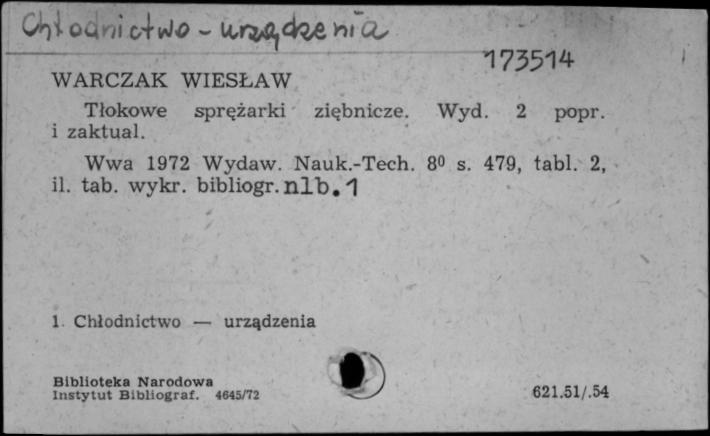 Chłodnictwo - urządzenia
173514
WARCZAK WIESŁAW
Tłokowe sprężarki ziębnicze. Wyd. 2 popr.
i zaktual.
Wwa 1972 Wydaw. Nauk.-Tech. 8⁰ s. 479, tabl. 2,
il. tab. wykr. bibliogr. nlb. 1
1. Chłodnictwo — urządzenia
Biblioteka Narodowa
Instytut Bibliograf. 4645/72
621.51/.54